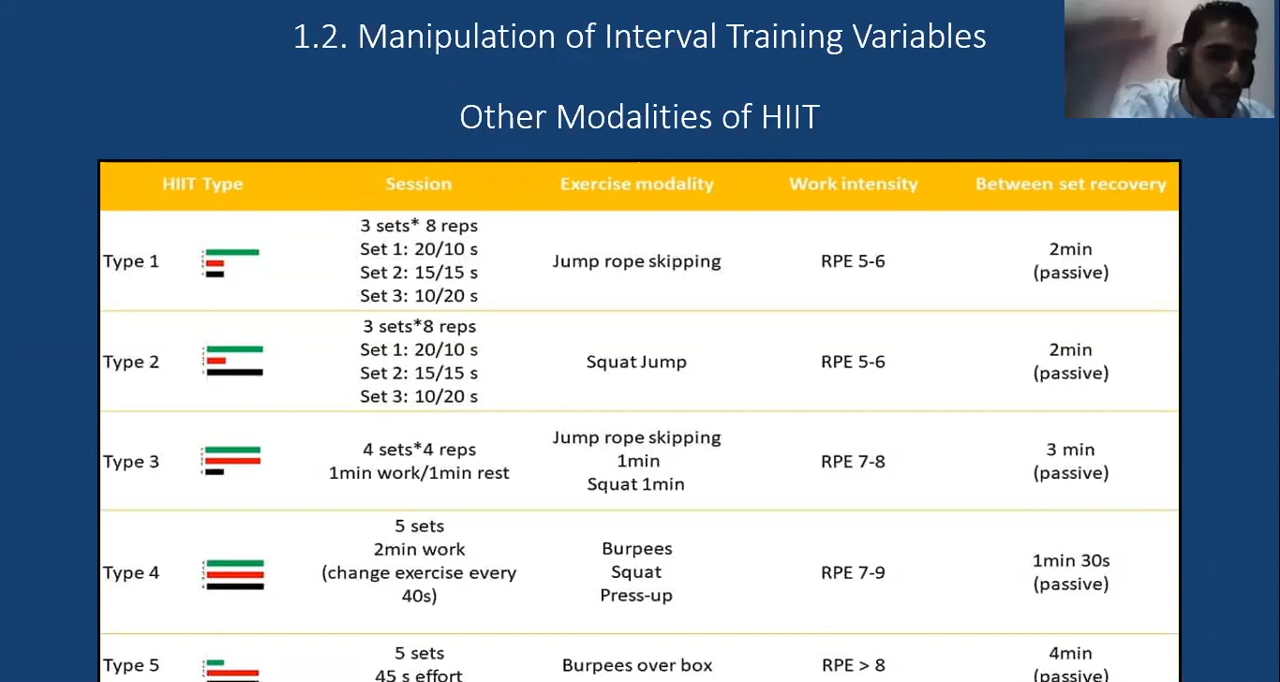 1.2. Manipulation of Interval Training Variables
Other Modalities of HIIT
HIIT Type Session Exercise modality Work intensity Between set recovery
Type 1
3 sets* 8 reps
Set 1: 20/10 s
Set 2: 15/15 s
Set 3: 10/20 s
Jump rope skipping
RPE 5-6
2min
(passive)
Type 2
3 sets*8 reps
Set 1: 20/10 s
Set 2: 15/15 s
Set 3: 10/20 s
Squat Jump
RPE 5-6
2min
(passive)
Type 3
4 sets*4 reps
1min work/1min rest
Jump rope skipping
1min
Squat 1min
RPE 7-8
3 min
(passive)
Type 4
5 sets
2min work
(change exercise every
40s)
Burpees
Squat
Press-up
RPE 7-9
1min 30s
(passive)
Type 5
5 sets
45 s effort
Burpees over box
RPE > 8
4min
(passive)